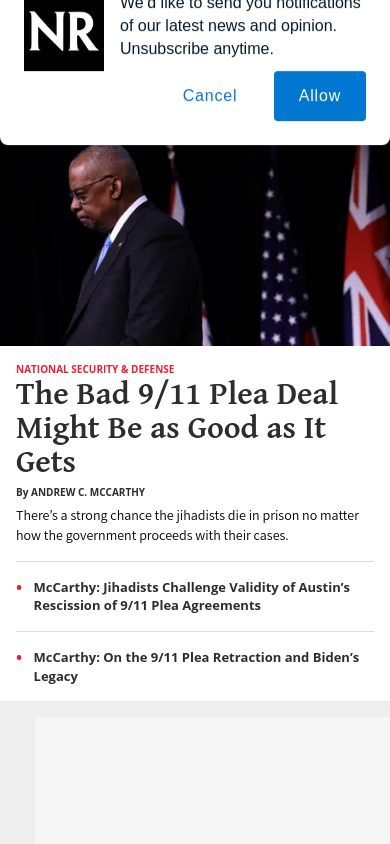 We'd like to send you notifications
of our latest news and opinion.
Unsubscribe anytime.
NR
Cancel
Allow
NATIONAL SECURITY & DEFENSE
The Bad 9/11 Plea Deal
Might Be as Good as It
Gets
By ANDREW C. MCCARTHY
There’s a strong chance the jihadists die in prison no matter
how the government proceeds with their cases.
McCarthy: Jihadists Challenge Validity of Austin’s
Rescission of 9/11 Plea Agreements
McCarthy: On the 9/11 Plea Retraction and Biden’s
Legacy